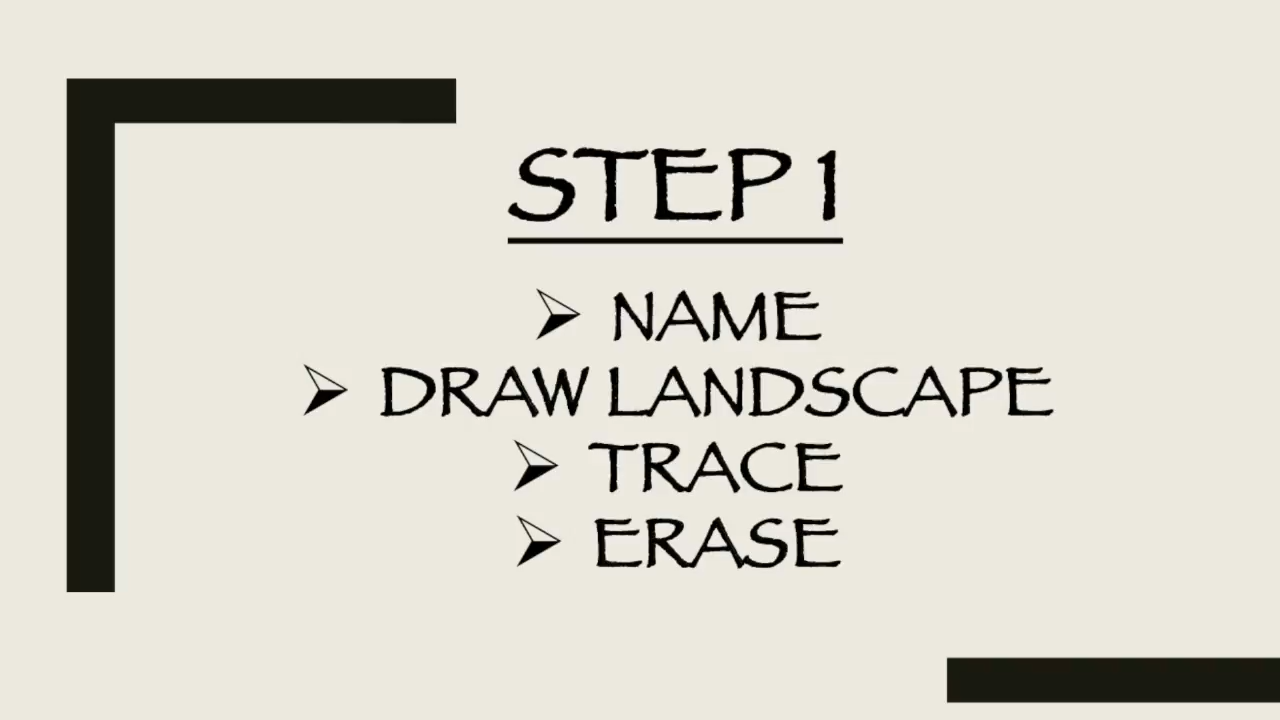 STEP 1
➢ NAME
➢ DRAW LANDSCAPE
➢ TRACE
➢ ERASE